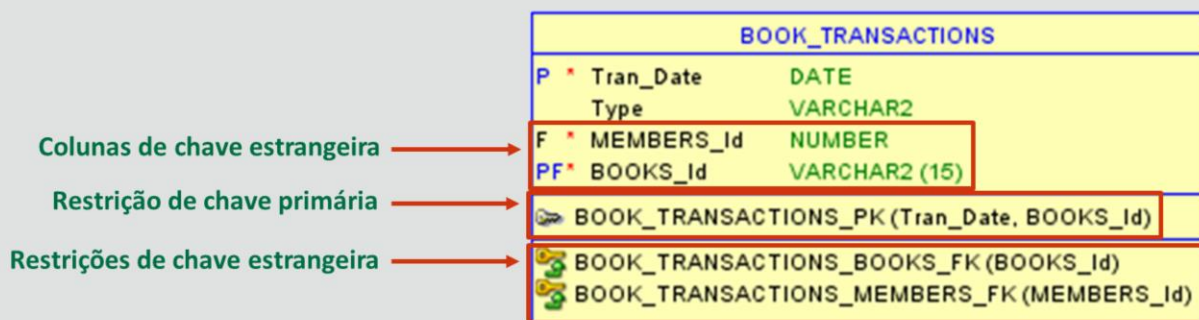 BOOK_TRANSACTIONS
P * Tran_Date DATE
Type VARCHAR2
Colunas de chave estrangeira
F * MEMBERS_Id NUMBER
PF* BOOKS_Id VARCHAR2 (15)
Restrição de chave primária
BOOK_TRANSACTIONS_PK (Tran_Date, BOOKS_Id)
Restrições de chave estrangeira
BOOK_TRANSACTIONS_BOOKS_FK (BOOKS_Id)
BOOK_TRANSACTIONS_MEMBERS_FK (MEMBERS_Id)